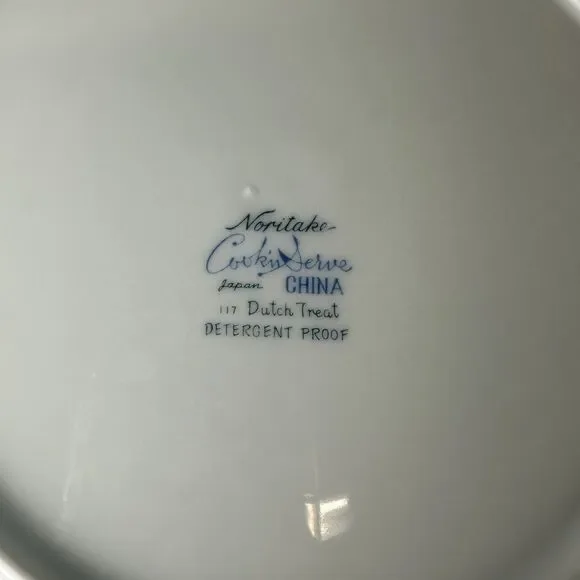 Noritake
Cook'n Serve
Japan CHINA
117 Dutch Treat
DETERGENT PROOF